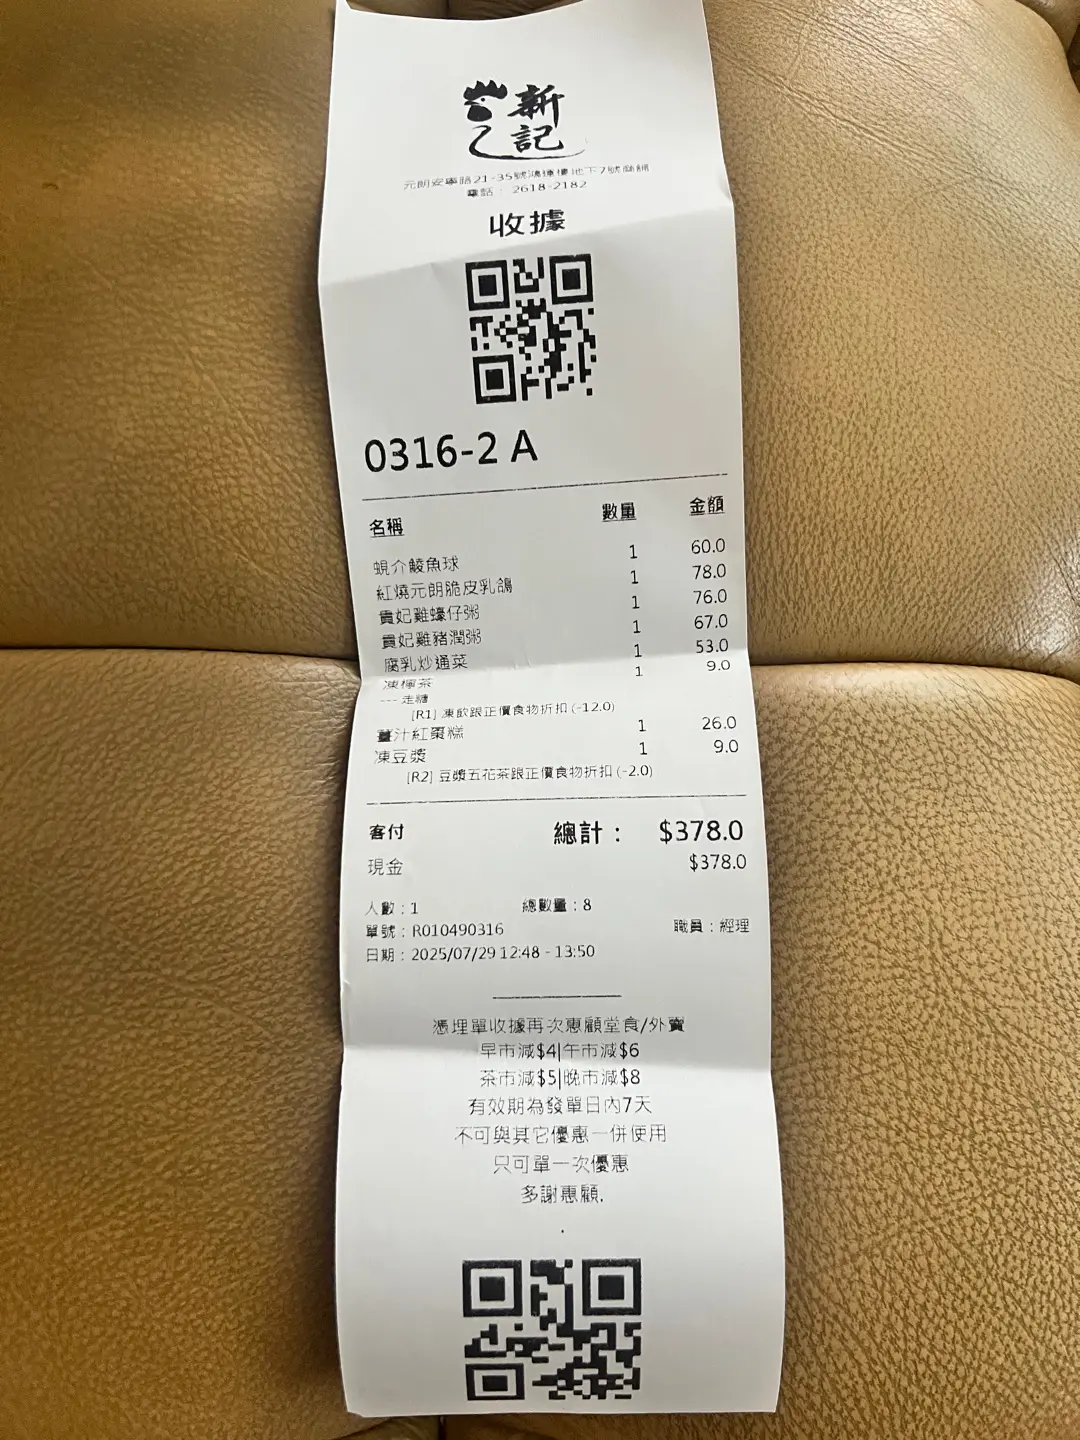 新記
元朗安寧路21-35號鴻運樓地下7號商舖
電話： 2618-2182
收據
0316-2 A
名稱 數量 金額
蜆介鯪魚球 1 60.0
紅燒元朗脆皮乳鴿 1 78.0
貴妃雞蠔仔粥 1 76.0
貴妃雞豬潤粥 1 67.0
腐乳炒通菜 1 53.0
凍檸茶 1 9.0
--- 走糖
[R1] 凍飲跟正價食物折扣 (-12.0)
薑汁紅棗糕 1 26.0
凍豆漿 1 9.0
[R2] 豆漿五花茶跟正價食物折扣 (-2.0)
客付 總計： $378.0
現金 $378.0
人數：1 總數量：8
單號：R010490316 職員：經理
日期：2025/07/29 12:48 - 13:50
憑埋單收據再次惠顧堂食/外賣
早市減$4|午市減$6
茶市減$5|晚市減$8
有效期為發單日內7天
不可與其它優惠一併使用
只可單一次優惠
多謝惠顧.
.